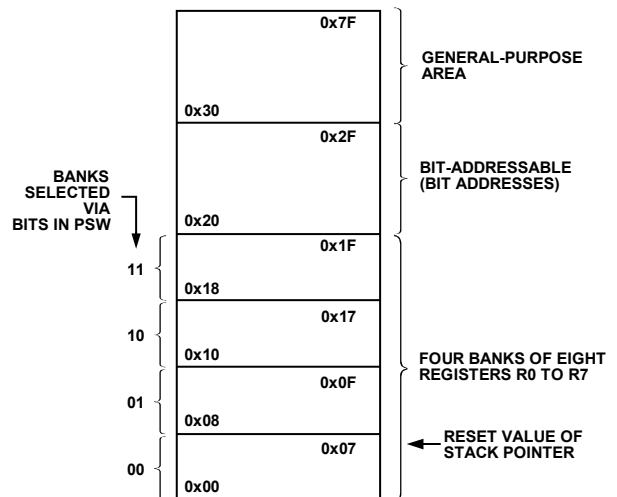 0x7F
GENERAL-PURPOSE
AREA
0x30
0x2F
BIT-ADDRESSABLE
(BIT ADDRESSES)
BANKS
SELECTED
VIA
BITS IN PSW
0x20
0x1F
11
0x18
0x17
10
0x10
FOUR BANKS OF EIGHT
REGISTERS R0 TO R7
0x0F
01
0x08
RESET VALUE OF
STACK POINTER
0x07
00
0x00